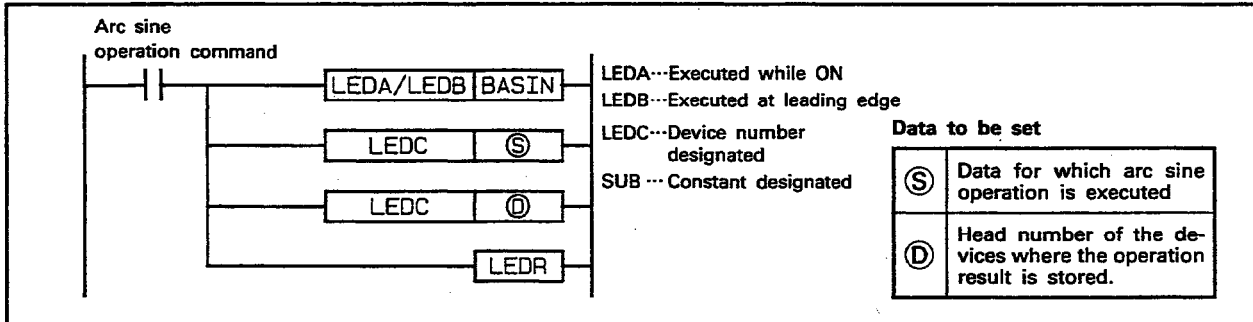 Arc sine
operation command
LEDA/LEDB BASIN
LEDA···Executed while ON
LEDB···Executed at leading edge
LEDC Ⓢ
LEDC···Device number
designated
SUB ··· Constant designated
LEDC Ⓓ
LEDR
Data to be set
Ⓢ Data for which arc sine
operation is executed
Ⓓ Head number of the de-
vices where the operation
result is stored.